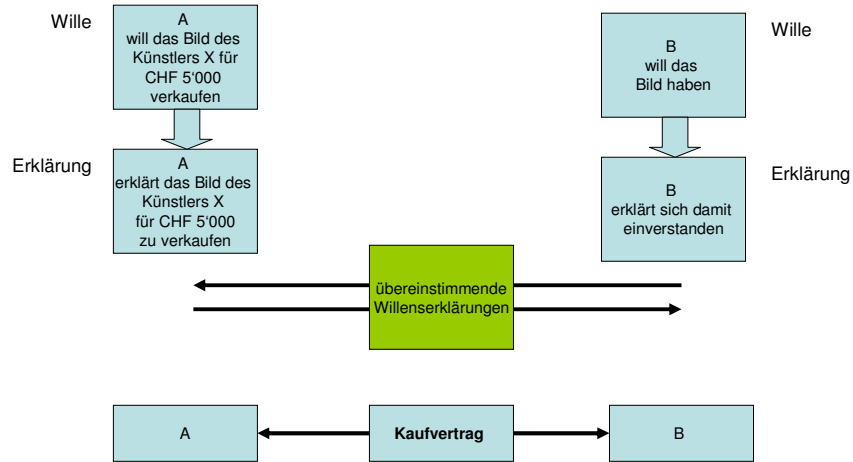 Wille
A
will das Bild des
Künstlers X für
CHF 5‘000
verkaufen
B
will das
Bild haben
Wille
Erklärung
A
erklärt das Bild des
Künstlers X
für CHF 5‘000
zu verkaufen
B
erklärt sich damit
einverstanden
Erklärung
übereinstimmende
Willenserklärungen
A
Kaufvertrag
B